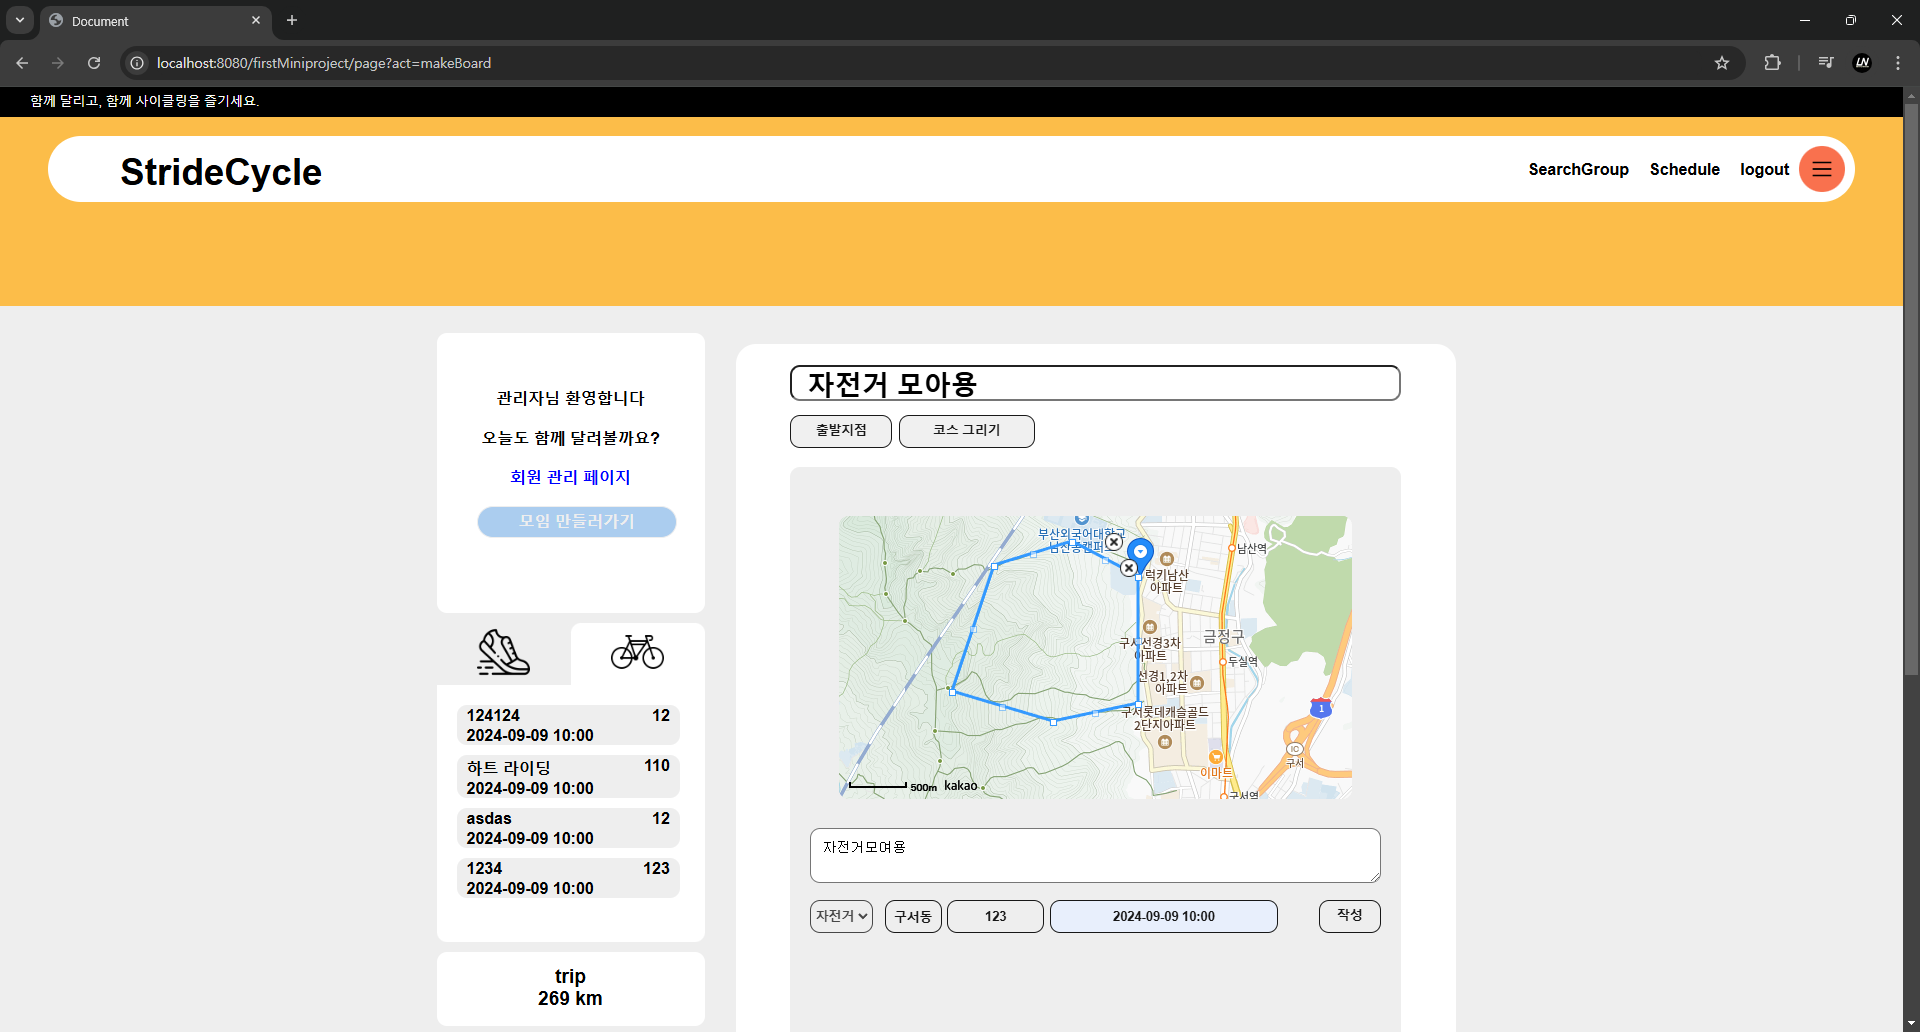 Document
localhost:8080/firstMiniproject/page?act=makeBoard
LN
함께 달리고, 함께 사이클링을 즐기세요.
StrideCycle
SearchGroup
Schedule
logout
관리자님 환영합니다
오늘도 함께 달려볼까요?
회원 관리 페이지
모임 만들러가기
124124
12
2024-09-09 10:00
하트 라이딩
110
2024-09-09 10:00
asdas
12
2024-09-09 10:00
1234
123
2024-09-09 10:00
trip
269 km
자전거 모아용
출발지점
코스 그리기
부산외국어대학교
남산동캠퍼스
남산역
럭키남산
아파트
구서선경3차
아파트
금정구
두실역
선경1,2차
아파트
구서롯데캐슬골드
2단지아파트
1
IC
구서
이마트
구서역
500m
kakao
자전거모여용
자전거
구서동
123
2024-09-09 10:00
작성